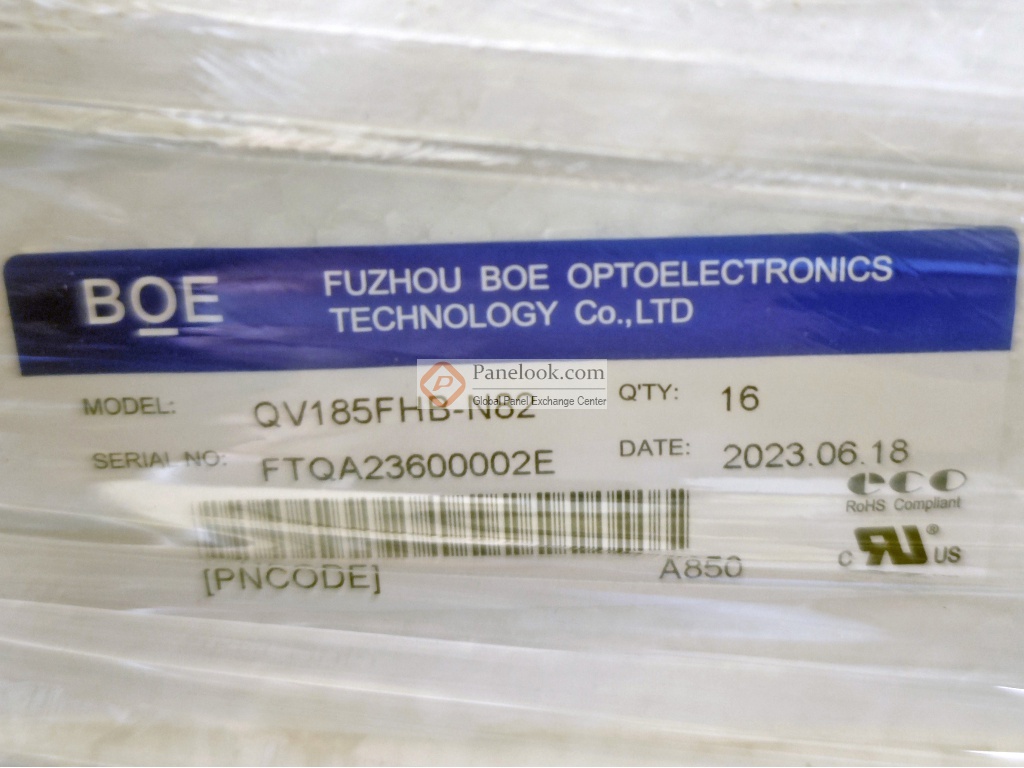 BOE
FUZHOU BOE OPTOELECTRONICS
TECHNOLOGY Co.,LTD
Panelook.com
Global Panel Exchange Center
MODEL: QV185FHB-N82 Q'TY: 16
SERIAL NO: FTQA23600002E DATE: 2023.06.18
eco
RoHS Compliant
[PNCODE] A850
C RU ® US